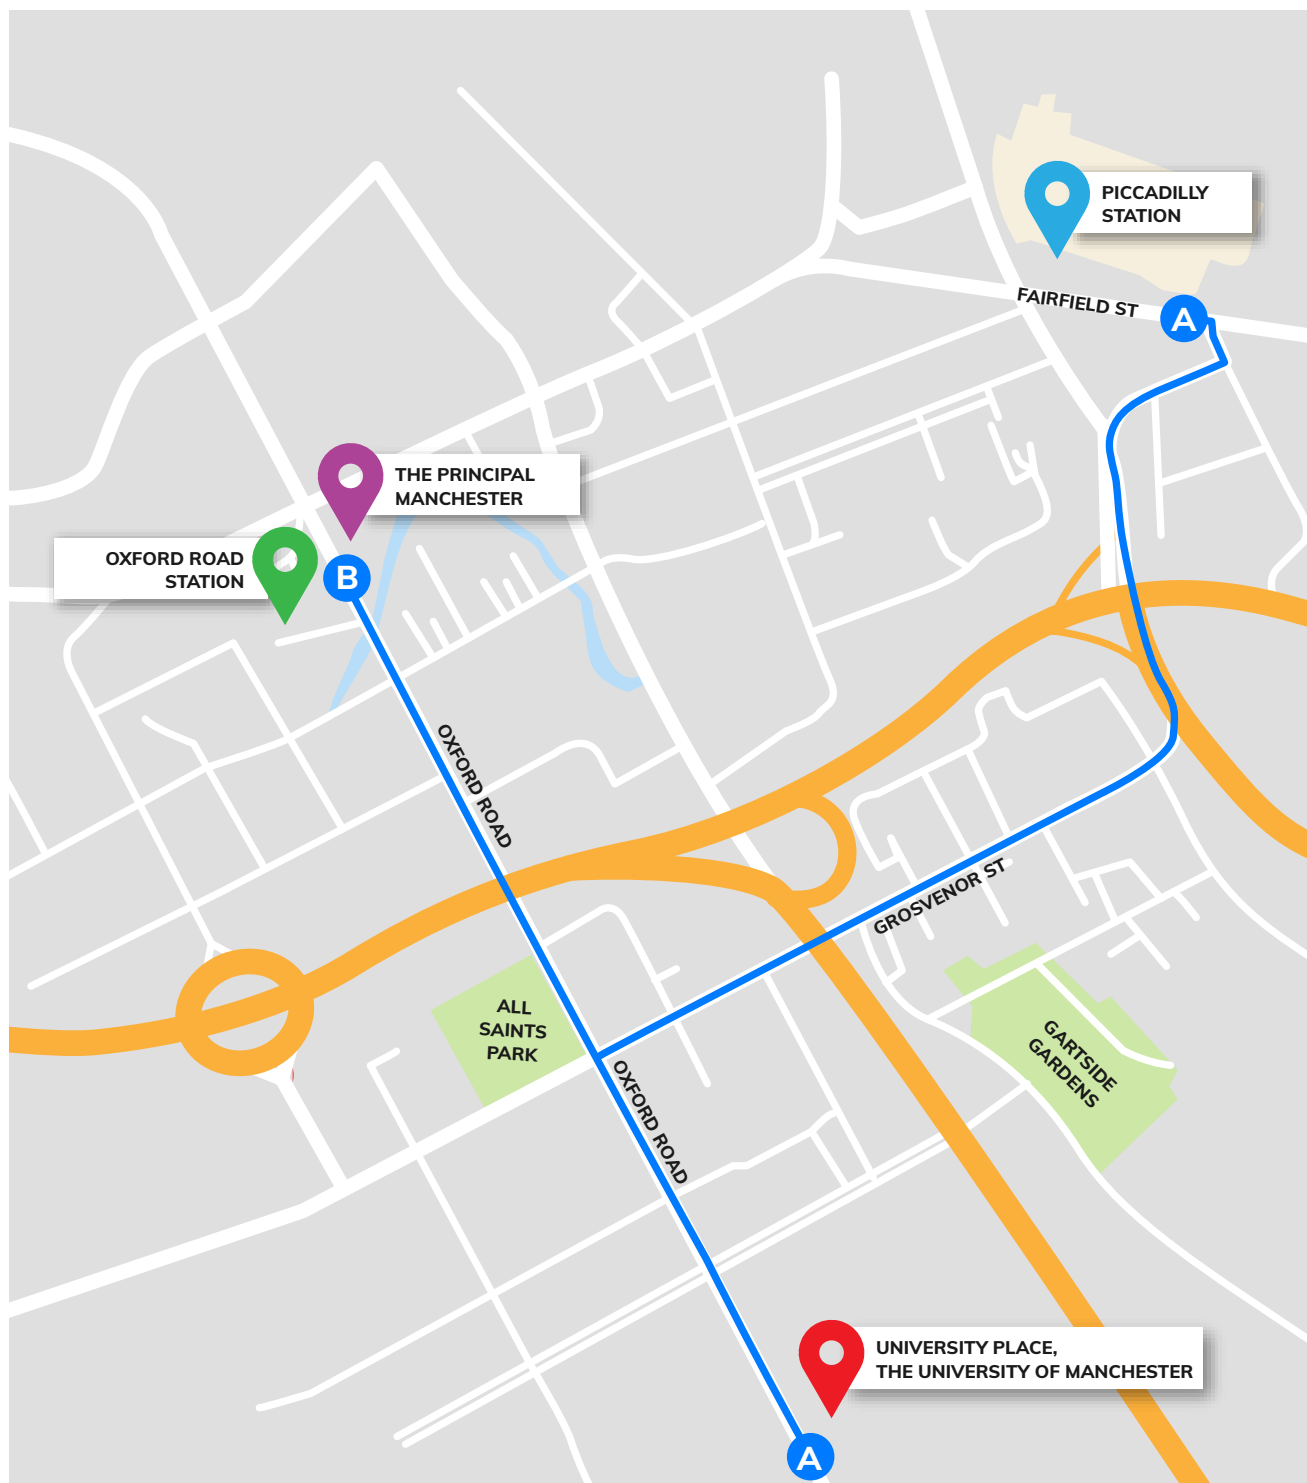 PICCADILLY
STATION
FAIRFIELD ST
A
THE PRINCIPAL
MANCHESTER
OXFORD ROAD
STATION
B
OXFORD ROAD
GROSVENOR ST
ALL
SAINTS
PARK
GARTSIDE
GARDENS
OXFORD ROAD
UNIVERSITY PLACE,
THE UNIVERSITY OF MANCHESTER
A